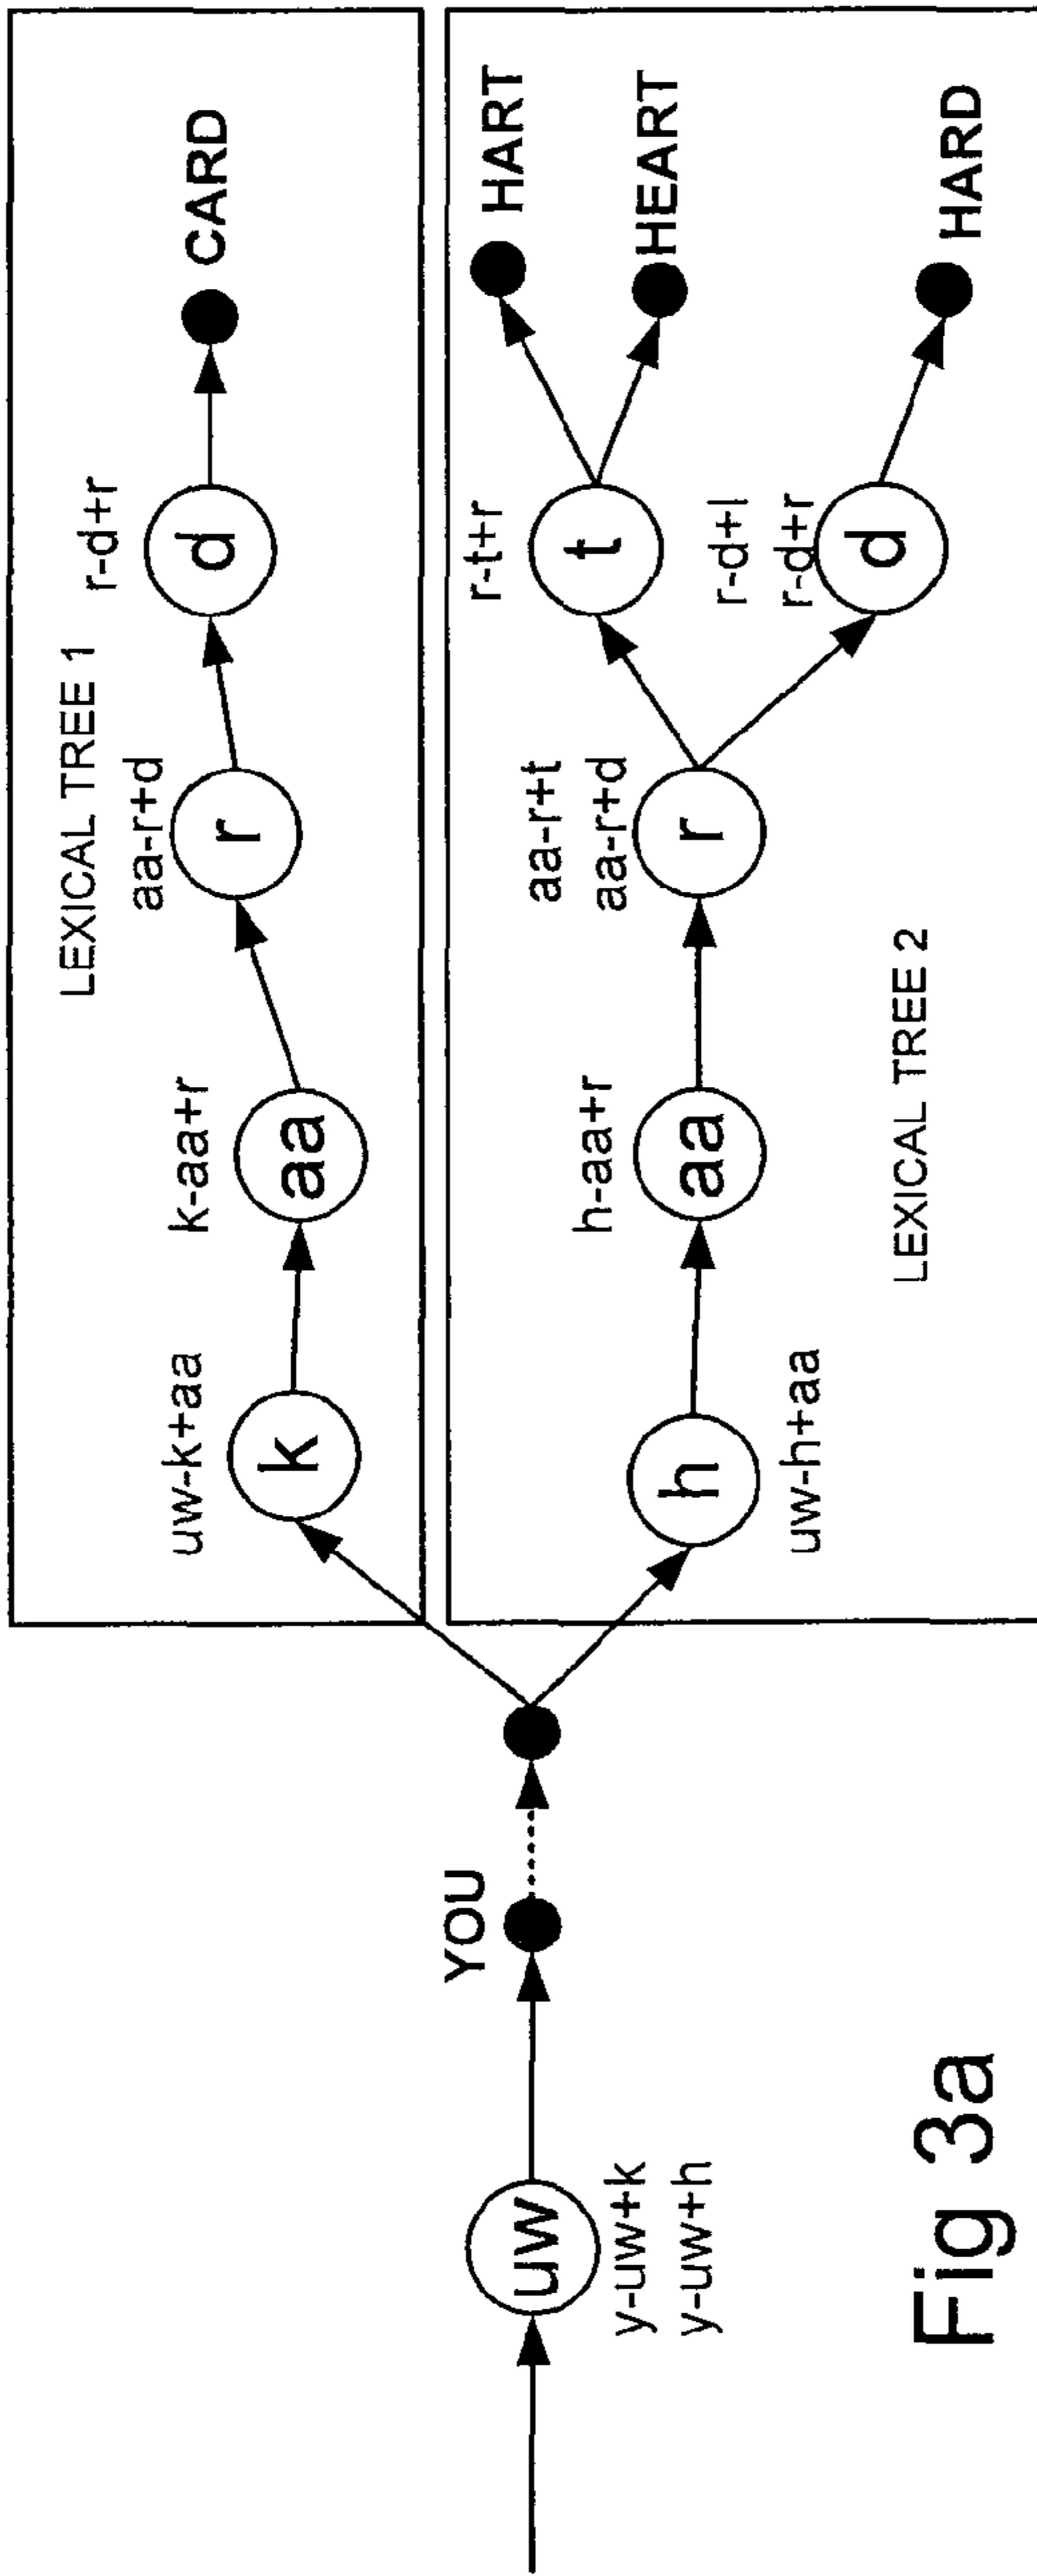 LEXICAL TREE 1
uw-k+aa
k
k-aa+r
aa
aa-r+d
r
r-d+r
d
CARD
y-uw+k
y-uw+h
uw
YOU
uw-h+aa
h
h-aa+r
aa
aa-r+t
aa-r+d
r
r-t+r
t
HART
HEART
r-d+l
r-d+r
d
HARD
LEXICAL TREE 2
Fig 3a